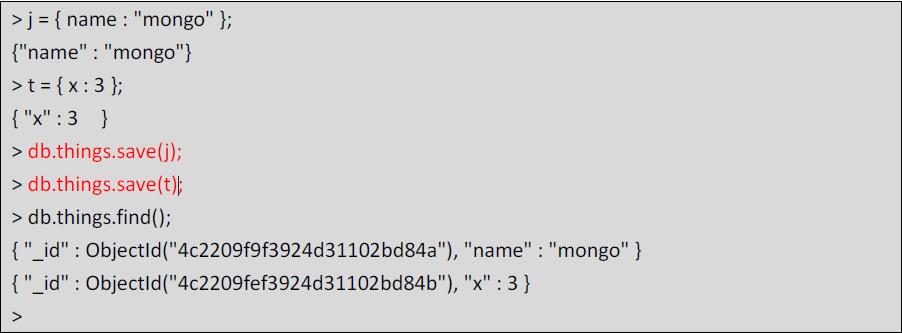 > j = { name : "mongo" };
{"name" : "mongo"}
> t = { x : 3 };
{ "x" : 3    }
> db.things.save(j);
> db.things.save(t);
> db.things.find();
{ "_id" : ObjectId("4c2209f9f3924d31102bd84a"), "name" : "mongo" }
{ "_id" : ObjectId("4c2209fef3924d31102bd84b"), "x" : 3 }
>